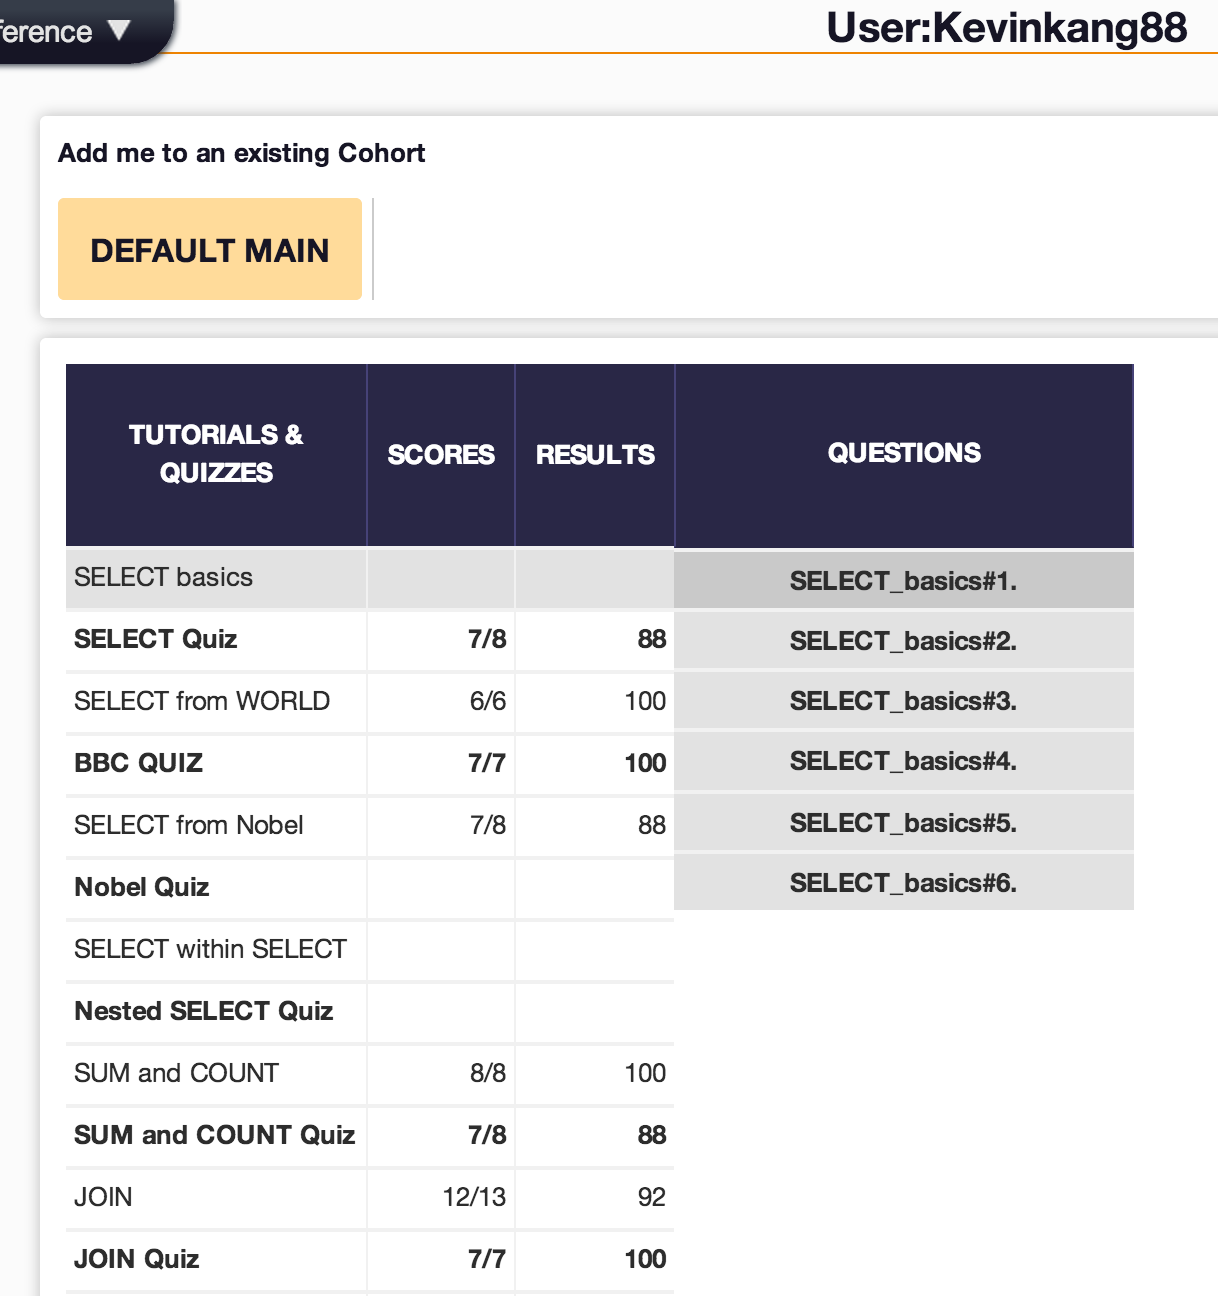 ference ▼
User:Kevinkang88
Add me to an existing Cohort
DEFAULT MAIN
TUTORIALS & QUIZZES SCORES RESULTS QUESTIONS
SELECT basics SELECT_basics#1.
SELECT Quiz 7/8 88 SELECT_basics#2.
SELECT from WORLD 6/6 100 SELECT_basics#3.
BBC QUIZ 7/7 100 SELECT_basics#4.
SELECT from Nobel 7/8 88 SELECT_basics#5.
Nobel Quiz SELECT_basics#6.
SELECT within SELECT
Nested SELECT Quiz
SUM and COUNT 8/8 100
SUM and COUNT Quiz 7/8 88
JOIN 12/13 92
JOIN Quiz 7/7 100